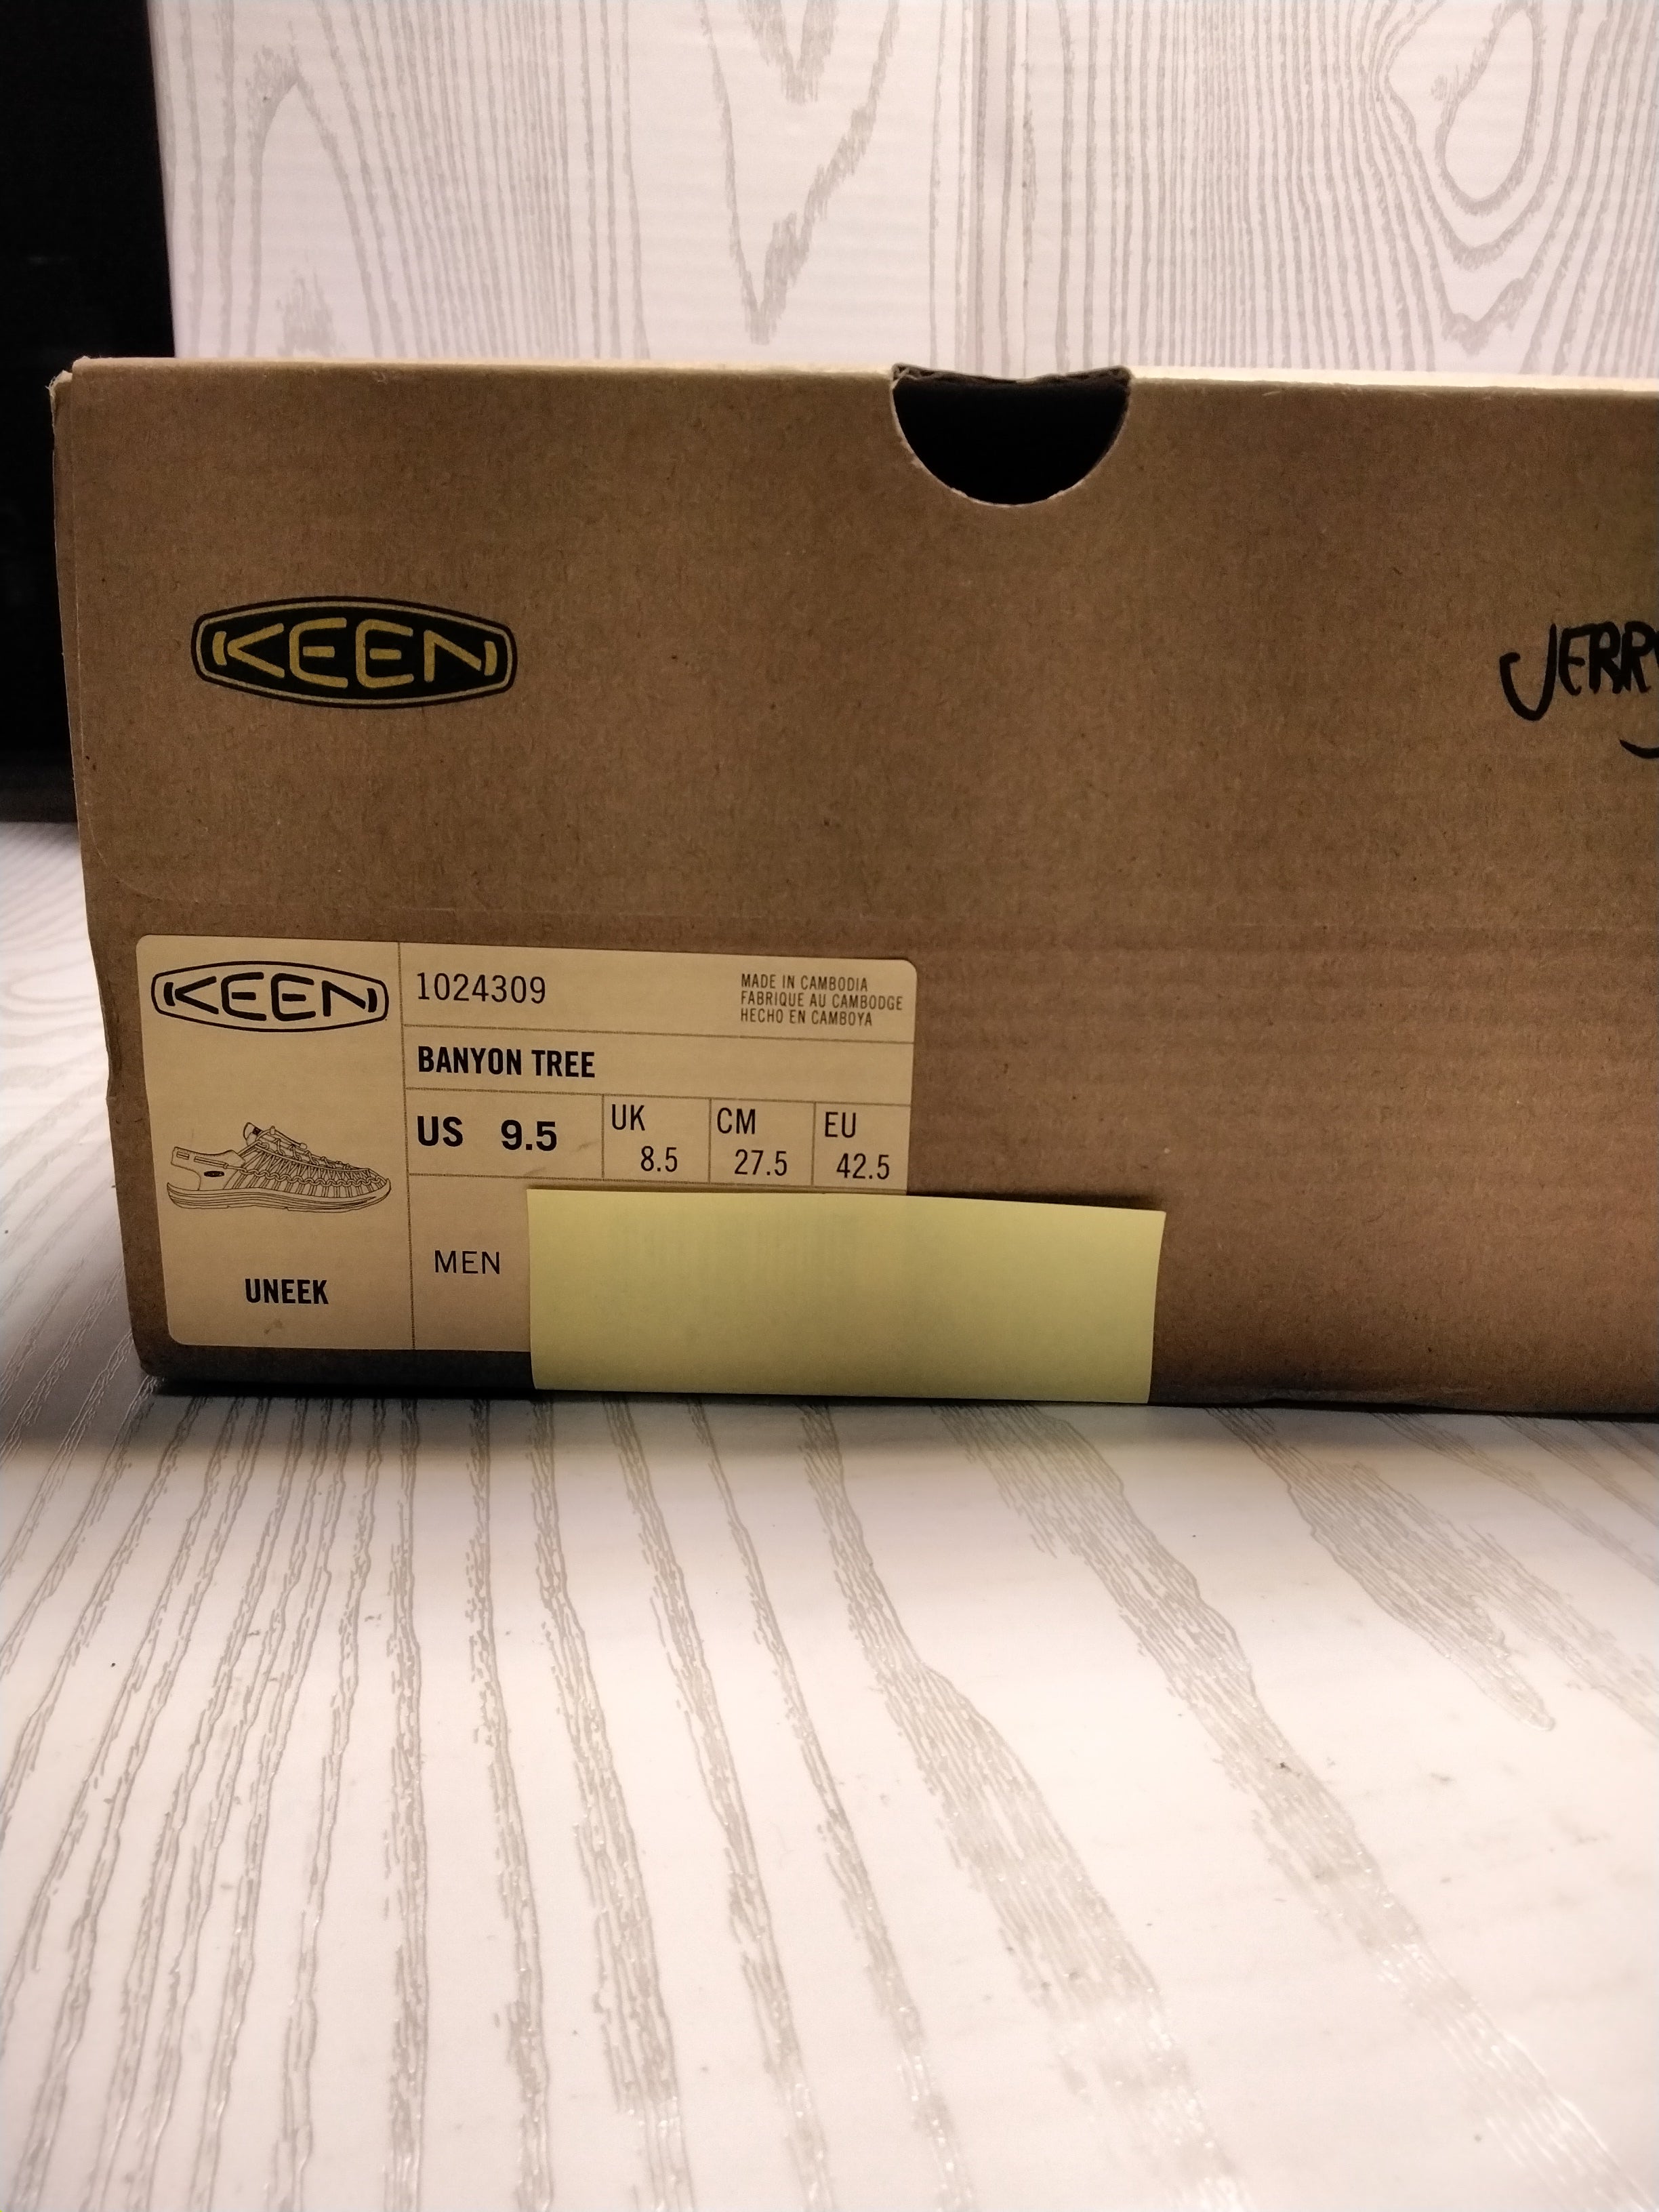 KEEN
JERRY
KEEN
1024309
MADE IN CAMBODIA
FABRIQUE AU CAMBODGE
HECHO EN CAMBOYA
BANYON TREE
US 9.5
UK 8.5
CM 27.5
EU 42.5
MEN
UNEEK